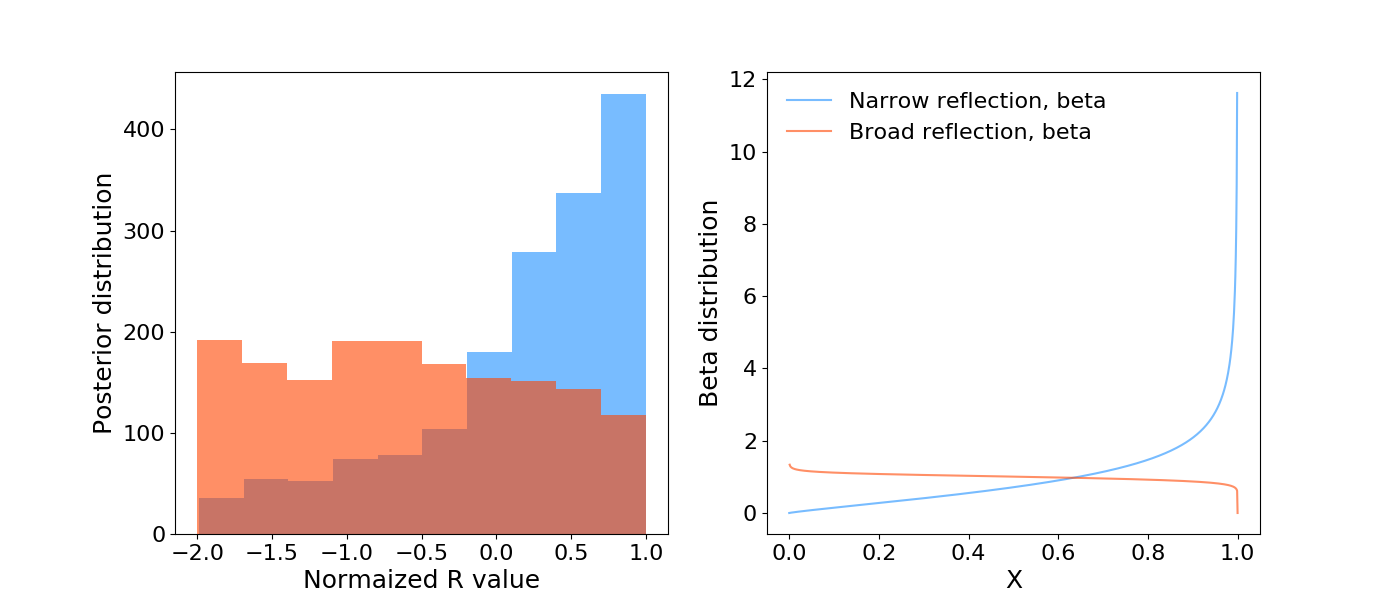 Posterior distribution
400
300
200
100
0
−2.0 −1.5 −1.0 −0.5 0.0 0.5 1.0
Normaized R value
Beta distribution
12
10
8
6
4
2
0
0.0 0.2 0.4 0.6 0.8 1.0
X
Narrow reflection, beta
Broad reflection, beta